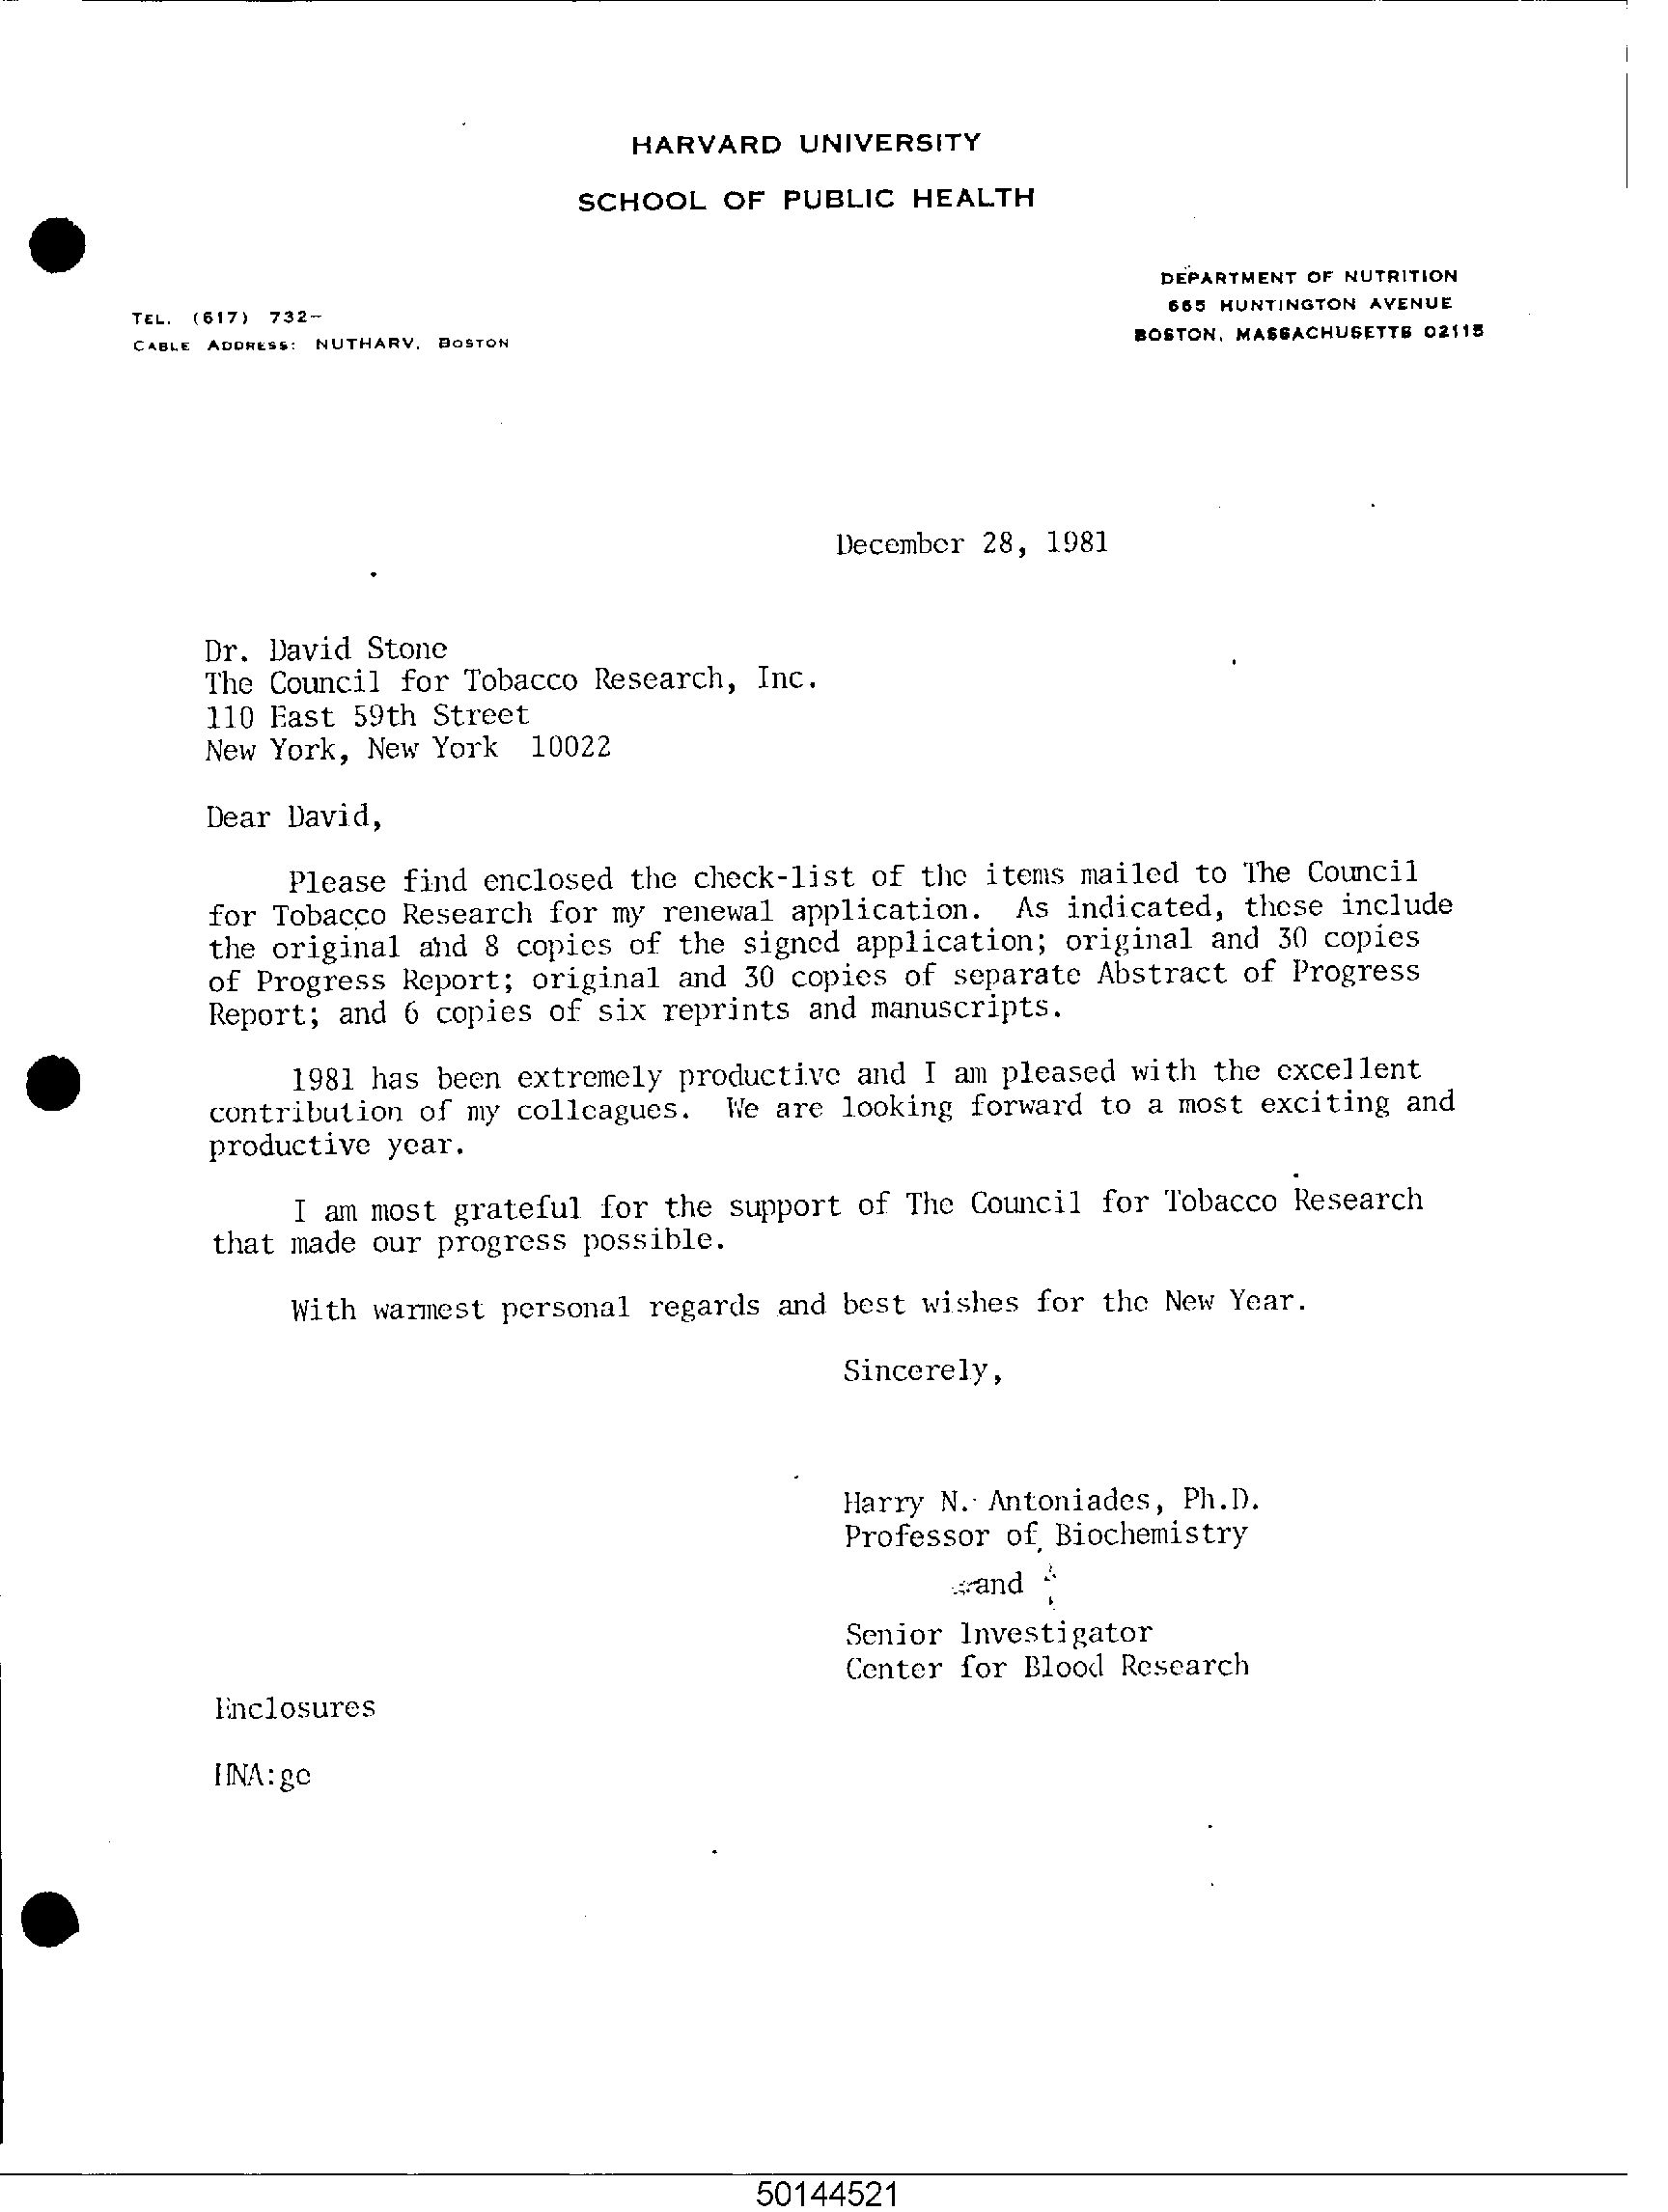 HARVARD UNIVERSITY
SCHOOL OF PUBLIC HEALTH
DEPARTMENT OF NUTRITION
665 HUNTINGTON AVENUE
BOSTON, MASSACHUSETTS 02115
TEL. (617) 732-
CABLE ADDRESS: NUTHARV, BOSTON
December 28, 1981
Dr. David Stone
The Council for Tobacco Research, Inc.
110 East 59th Street
New York, New York 10022
Dear David,
Please find enclosed the check-list of the items mailed to The Council
for Tobacco Research for my renewal application. As indicated, these include
the original and 8 copies of the signed application; original and 30 copies
of Progress Report; original and 30 copies of separate Abstract of Progress
Report; and 6 copies of six reprints and manuscripts.
1981 has been extremely productive and I am pleased with the excellent
contribution of my colleagues. We are looking forward to a most exciting and
productive year.
I am most grateful for the support of The Council for Tobacco Research
that made our progress possible.
With warmest personal regards and best wishes for the New Year.
Sincerely,
Harry N. Antoniades, Ph.D.
Professor of Biochemistry
and
Senior Investigator
Center for Blood Research
Enclosures
HNA:gc
50144521